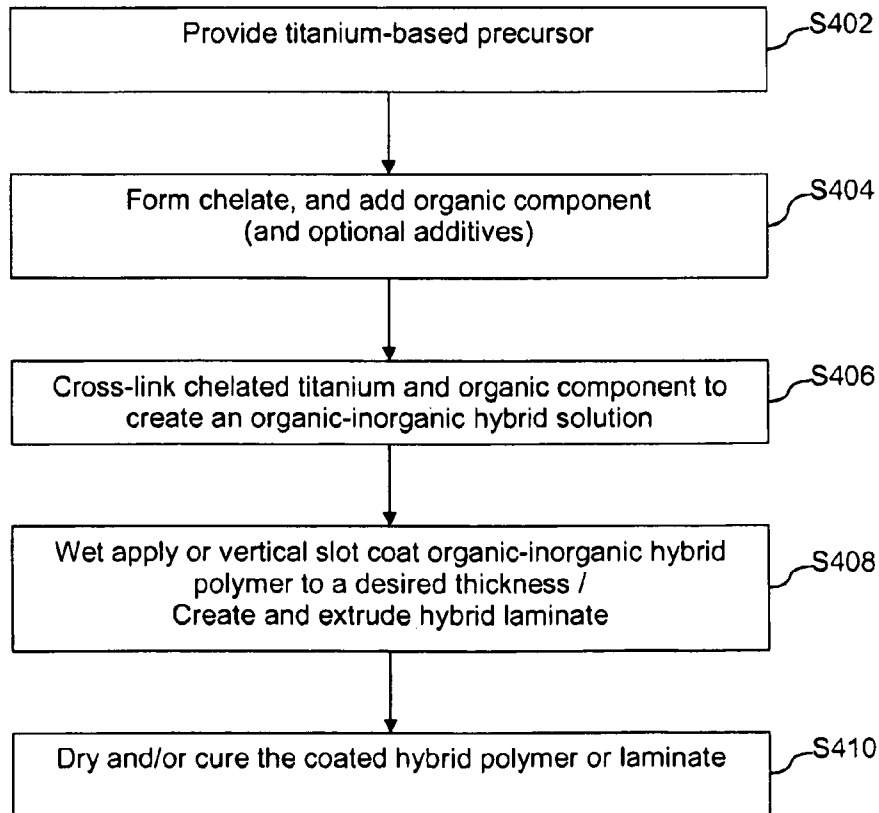 Provide titanium-based precursor
S402
Form chelate, and add organic component
(and optional additives)
S404
Cross-link chelated titanium and organic component to
create an organic-inorganic hybrid solution
S406
Wet apply or vertical slot coat organic-inorganic hybrid
polymer to a desired thickness /
Create and extrude hybrid laminate
S408
Dry and/or cure the coated hybrid polymer or laminate
S410